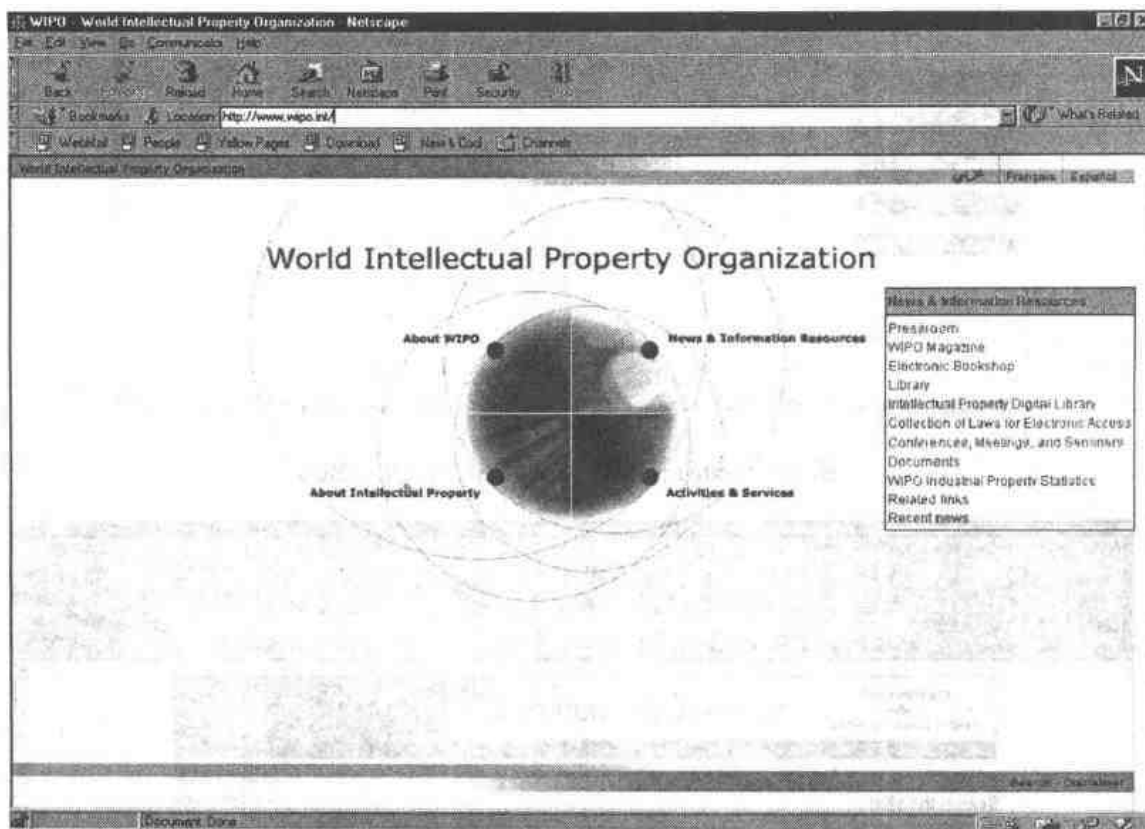 WIPO - World Intellectual Property Organization - Netscape
File Edit View Go Communicator Help
Back Forward Reload Home Search Netscape Print Security
Bookmarks Location http://www.wipo.int/ What's Related
WebMail People Yellow Pages Download New & Cool Channels
World Intellectual Property Organization
Français Español
World Intellectual Property Organization
About WIPO
News & Information Resources
About Intellectual Property
Activities & Services
News & Information Resources
Pressroom
WIPO Magazine
Electronic Bookshop
Library
Intellectual Property Digital Library
Collection of Laws for Electronic Access
Conferences, Meetings, and Seminars
Documents
WIPO Industrial Property Statistics
Related links
Recent news
Search Disclaimer
Document: Done